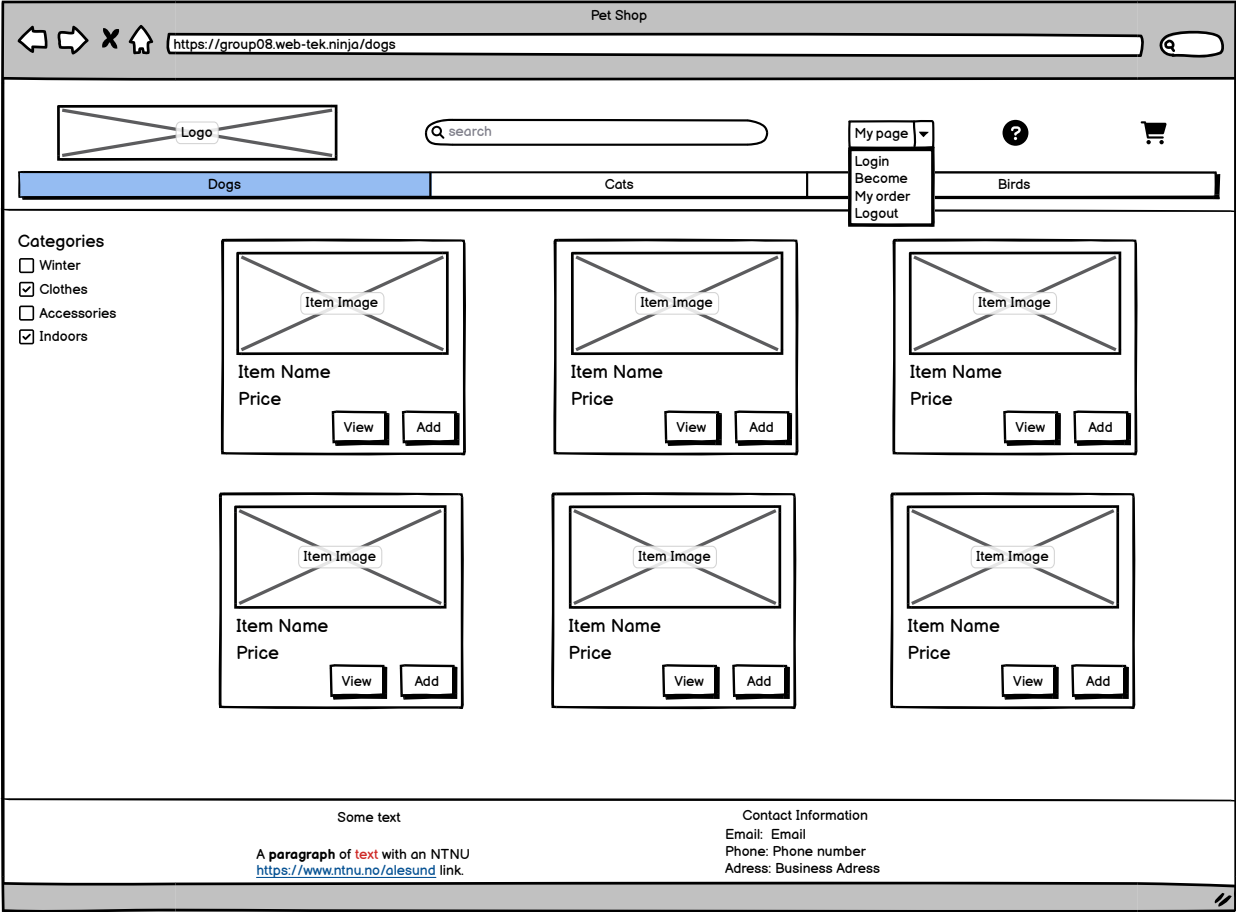 Pet Shop
https://group08.web-tek.ninja/dogs
Logo
search
My page
?
Login
Become
My order
Logout
Dogs
Cats
Birds
Categories
Winter
Clothes
Accessories
Indoors
Item Image
Item Name
Price
View Add
Item Image
Item Name
Price
View Add
Item Image
Item Name
Price
View Add
Item Image
Item Name
Price
View Add
Item Image
Item Name
Price
View Add
Item Image
Item Name
Price
View Add
Some text
A paragraph of text with an NTNU
https://www.ntnu.no/alesund link.
Contact Information
Email: Email
Phone: Phone number
Adress: Business Adress